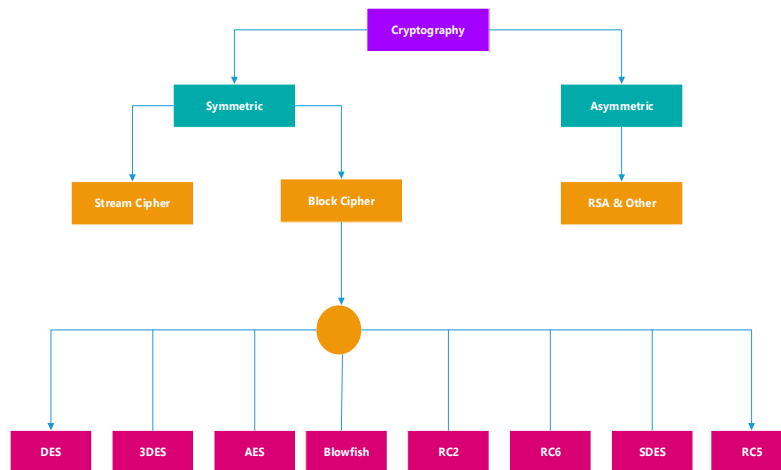 Cryptography
Symmetric
Asymmetric
Stream Cipher
Block Cipher
RSA & Other
DES
3DES
AES
Blowfish
RC2
RC6
SDES
RC5